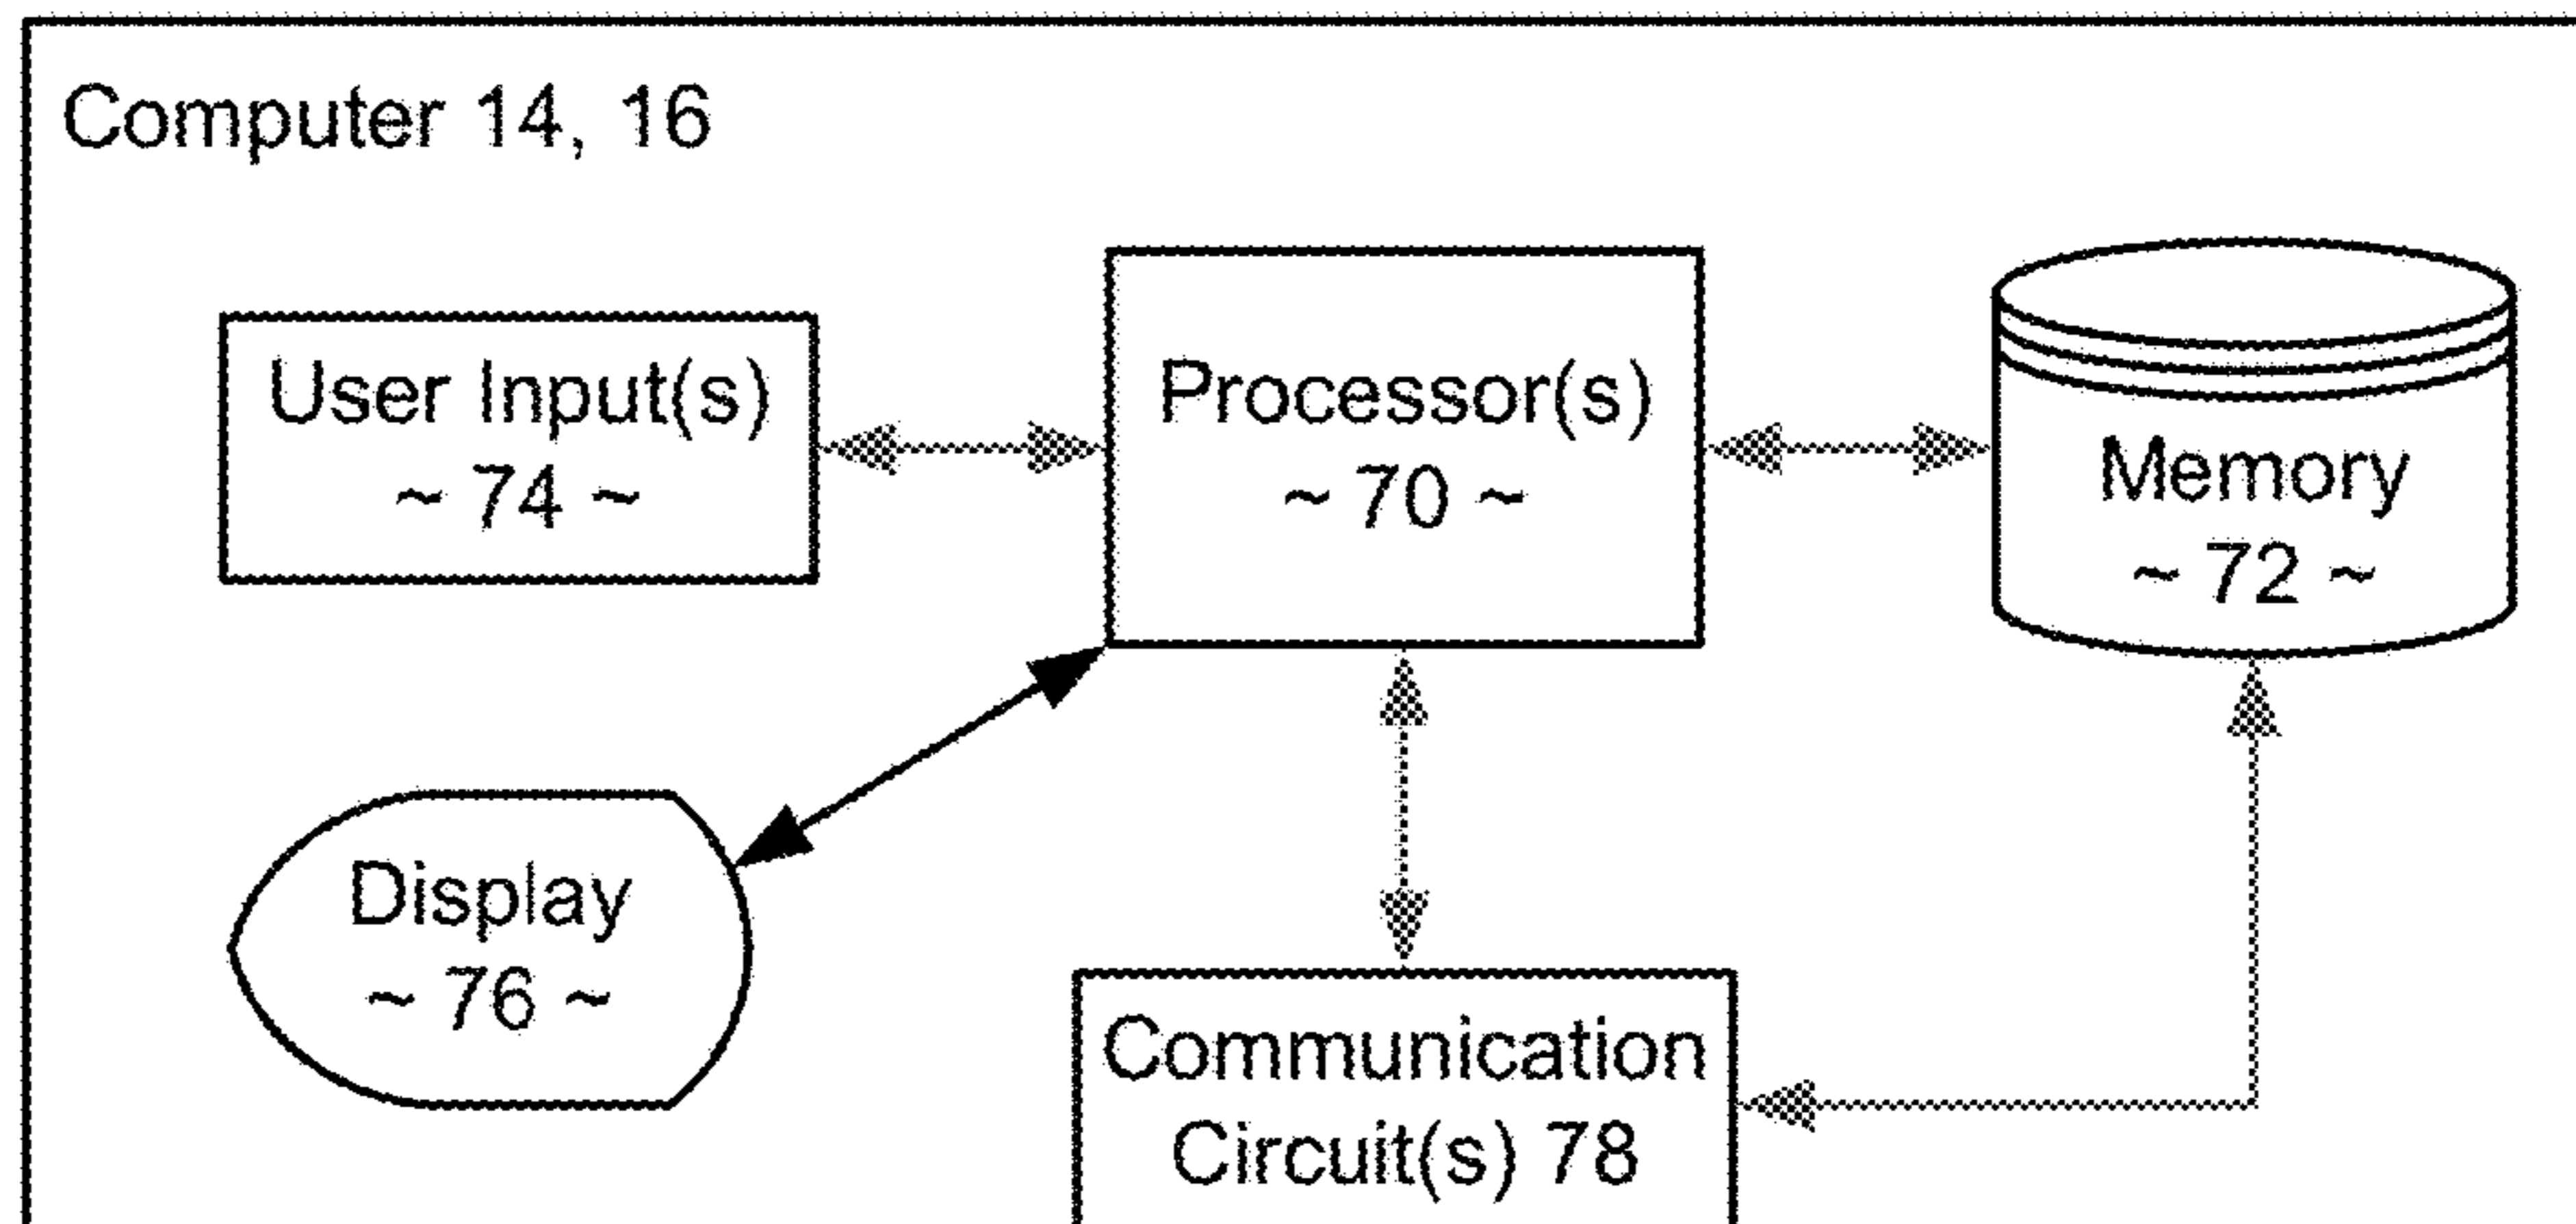 Computer 14, 16
User Input(s)
~ 74 ~
Processor(s)
~ 70 ~
Memory
~ 72 ~
Display
~ 76 ~
Communication
Circuit(s) 78